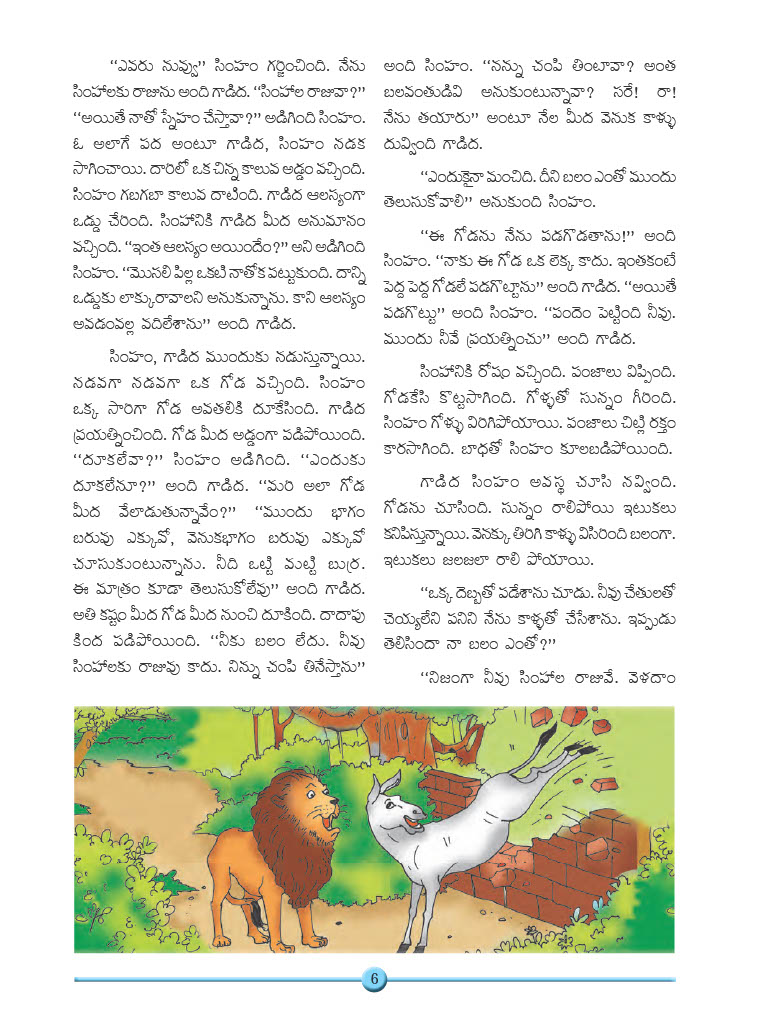 “ఎవరు నువ్వు” సింహం గర్జించింది. నేను
సింహాలకు రాజును అంది గాడిద. “సింహాల రాజువా?”
“అయితే నాతో స్నేహం చేస్తావా?” అడిగింది సింహం.
ఓ అలాగే పద అంటూ గాడిద, సింహం నడక
సాగించాయి. దారిలో ఒక చిన్న కాలువ అడ్డం వచ్చింది.
సింహం గబగబా కాలువ దాటింది. గాడిద ఆలస్యంగా
ఒడ్డు చేరింది. సింహానికి గాడిద మీద అనుమానం
వచ్చింది. “ఇంత ఆలస్యం అయిందేం?” అని అడిగింది
సింహం. “మొసలి పిల్ల ఒకటి నాతోక పట్టుకుంది. దాన్ని
ఒడ్డుకు లాక్కురావాలని అనుకున్నాను. కాని ఆలస్యం
అవడంవల్ల వదిలేశాను” అంది గాడిద.
సింహం, గాడిద ముందుకు నడుస్తున్నాయి.
నడవగా నడవగా ఒక గోడ వచ్చింది. సింహం
ఒక్క సారిగా గోడ అవతలికి దూకేసింది. గాడిద
ప్రయత్నించింది. గోడ మీద అడ్డంగా పడిపోయింది.
“దూకలేవా?” సింహం అడిగింది. “ఎందుకు
దూకలేనూ?” అంది గాడిద. “మరి అలా గోడ
మీద వేలాడుతున్నావేం?” “ముందు భాగం
బరువు ఎక్కువో, వెనుకభాగం బరువు ఎక్కువో
చూసుకుంటున్నాను. నీది ఒట్టి మట్టి బుర్ర.
ఈ మాత్రం కూడా తెలుసుకోలేవు” అంది గాడిద.
అతి కష్టం మీద గోడ మీద నుంచి దూకింది. దాదాపు
కింద పడిపోయింది. “నీకు బలం లేదు. నీవు
సింహాలకు రాజువు కాదు. నిన్ను చంపి తినేస్తాను”
అంది సింహం. “నన్ను చంపి తింటావా? అంత
బలవంతుడివి అనుకుంటున్నావా? సరే! రా!
నేను తయారు” అంటూ నేల మీద వెనుక కాళ్ళు
దువ్వింది గాడిద.
“ఎందుకైనా మంచిది. దీని బలం ఎంతో ముందు
తెలుసుకోవాలి” అనుకుంది సింహం.
“ఈ గోడను నేను పడగొడతాను!” అంది
సింహం. “నాకు ఈ గోడ ఒక లెక్క కాదు. ఇంతకంటే
పెద్ద పెద్ద గోడలే పడగొట్టాను” అంది గాడిద. “అయితే
పడగొట్టు” అంది సింహం. “పందెం పెట్టింది నీవు.
ముందు నీవే ప్రయత్నించు” అంది గాడిద.
సింహానికి రోషం వచ్చింది. పంజాలు విప్పింది.
గోడకేసి కొట్టసాగింది. గోళ్ళతో సున్నం గీరింది.
సింహం గోళ్ళు విరిగిపోయాయి. పంజాలు చిట్లి రక్తం
కారసాగింది. బాధతో సింహం కూలబడిపోయింది.
గాడిద సింహం అవస్థ చూసి నవ్వింది.
గోడను చూసింది. సున్నం రాలిపోయి ఇటుకలు
కనిపిస్తున్నాయి. వెనక్కు తిరిగి కాళ్ళు విసిరింది బలంగా.
ఇటుకలు జలజలా రాలి పోయాయి.
“ఒక్క దెబ్బతో పడేశాను చూడు. నీవు చేతులతో
చెయ్యలేని పనిని నేను కాళ్ళతో చేసేశాను. ఇప్పుడు
తెలిసిందా నా బలం ఎంతో?”
“నిజంగా నీవు సింహాల రాజువే. వెళదాం
6